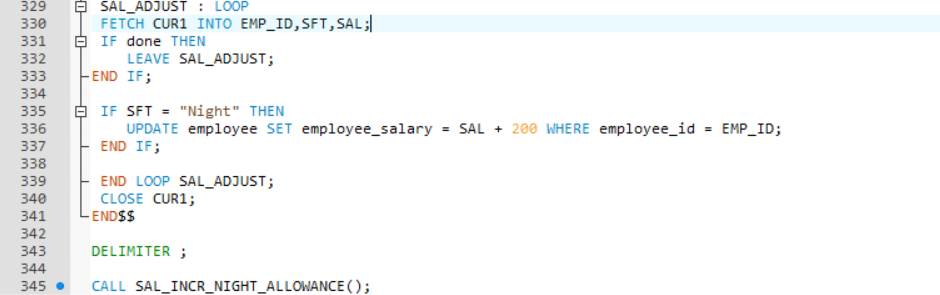 329 SAL_ADJUST : LOOP
330 FETCH CUR1 INTO EMP_ID,SFT,SAL;
331 IF done THEN
332 LEAVE SAL_ADJUST;
333 END IF;
334
335 IF SFT = "Night" THEN
336 UPDATE employee SET employee_salary = SAL + 200 WHERE employee_id = EMP_ID;
337 END IF;
338
339 END LOOP SAL_ADJUST;
340 CLOSE CUR1;
341 END$$
342
343 DELIMITER ;
344
345 CALL SAL_INCR_NIGHT_ALLOWANCE();